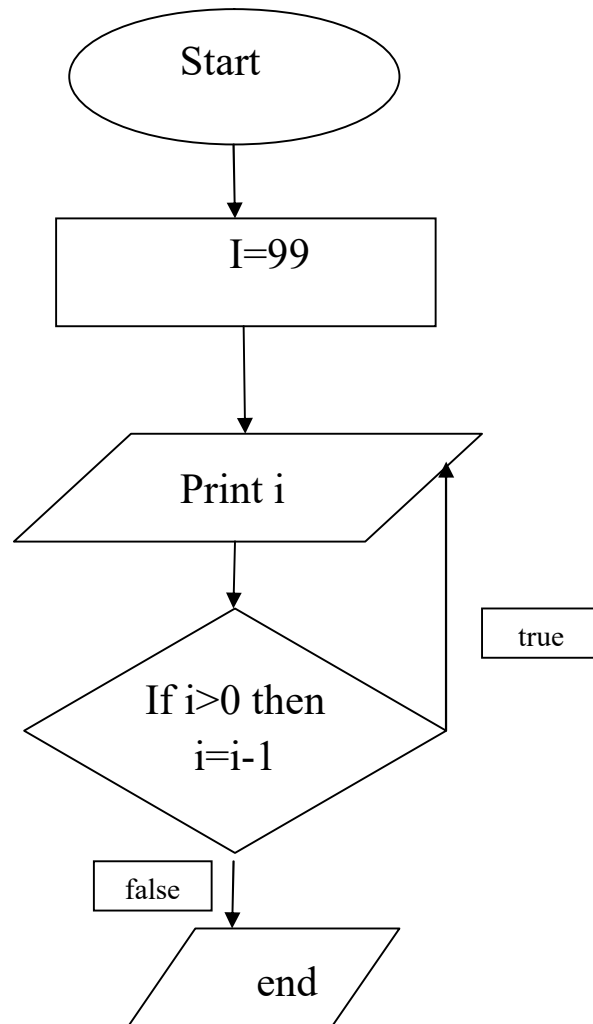 Start
I=99
Print i
true
If i>0 then
i=i-1
false
end